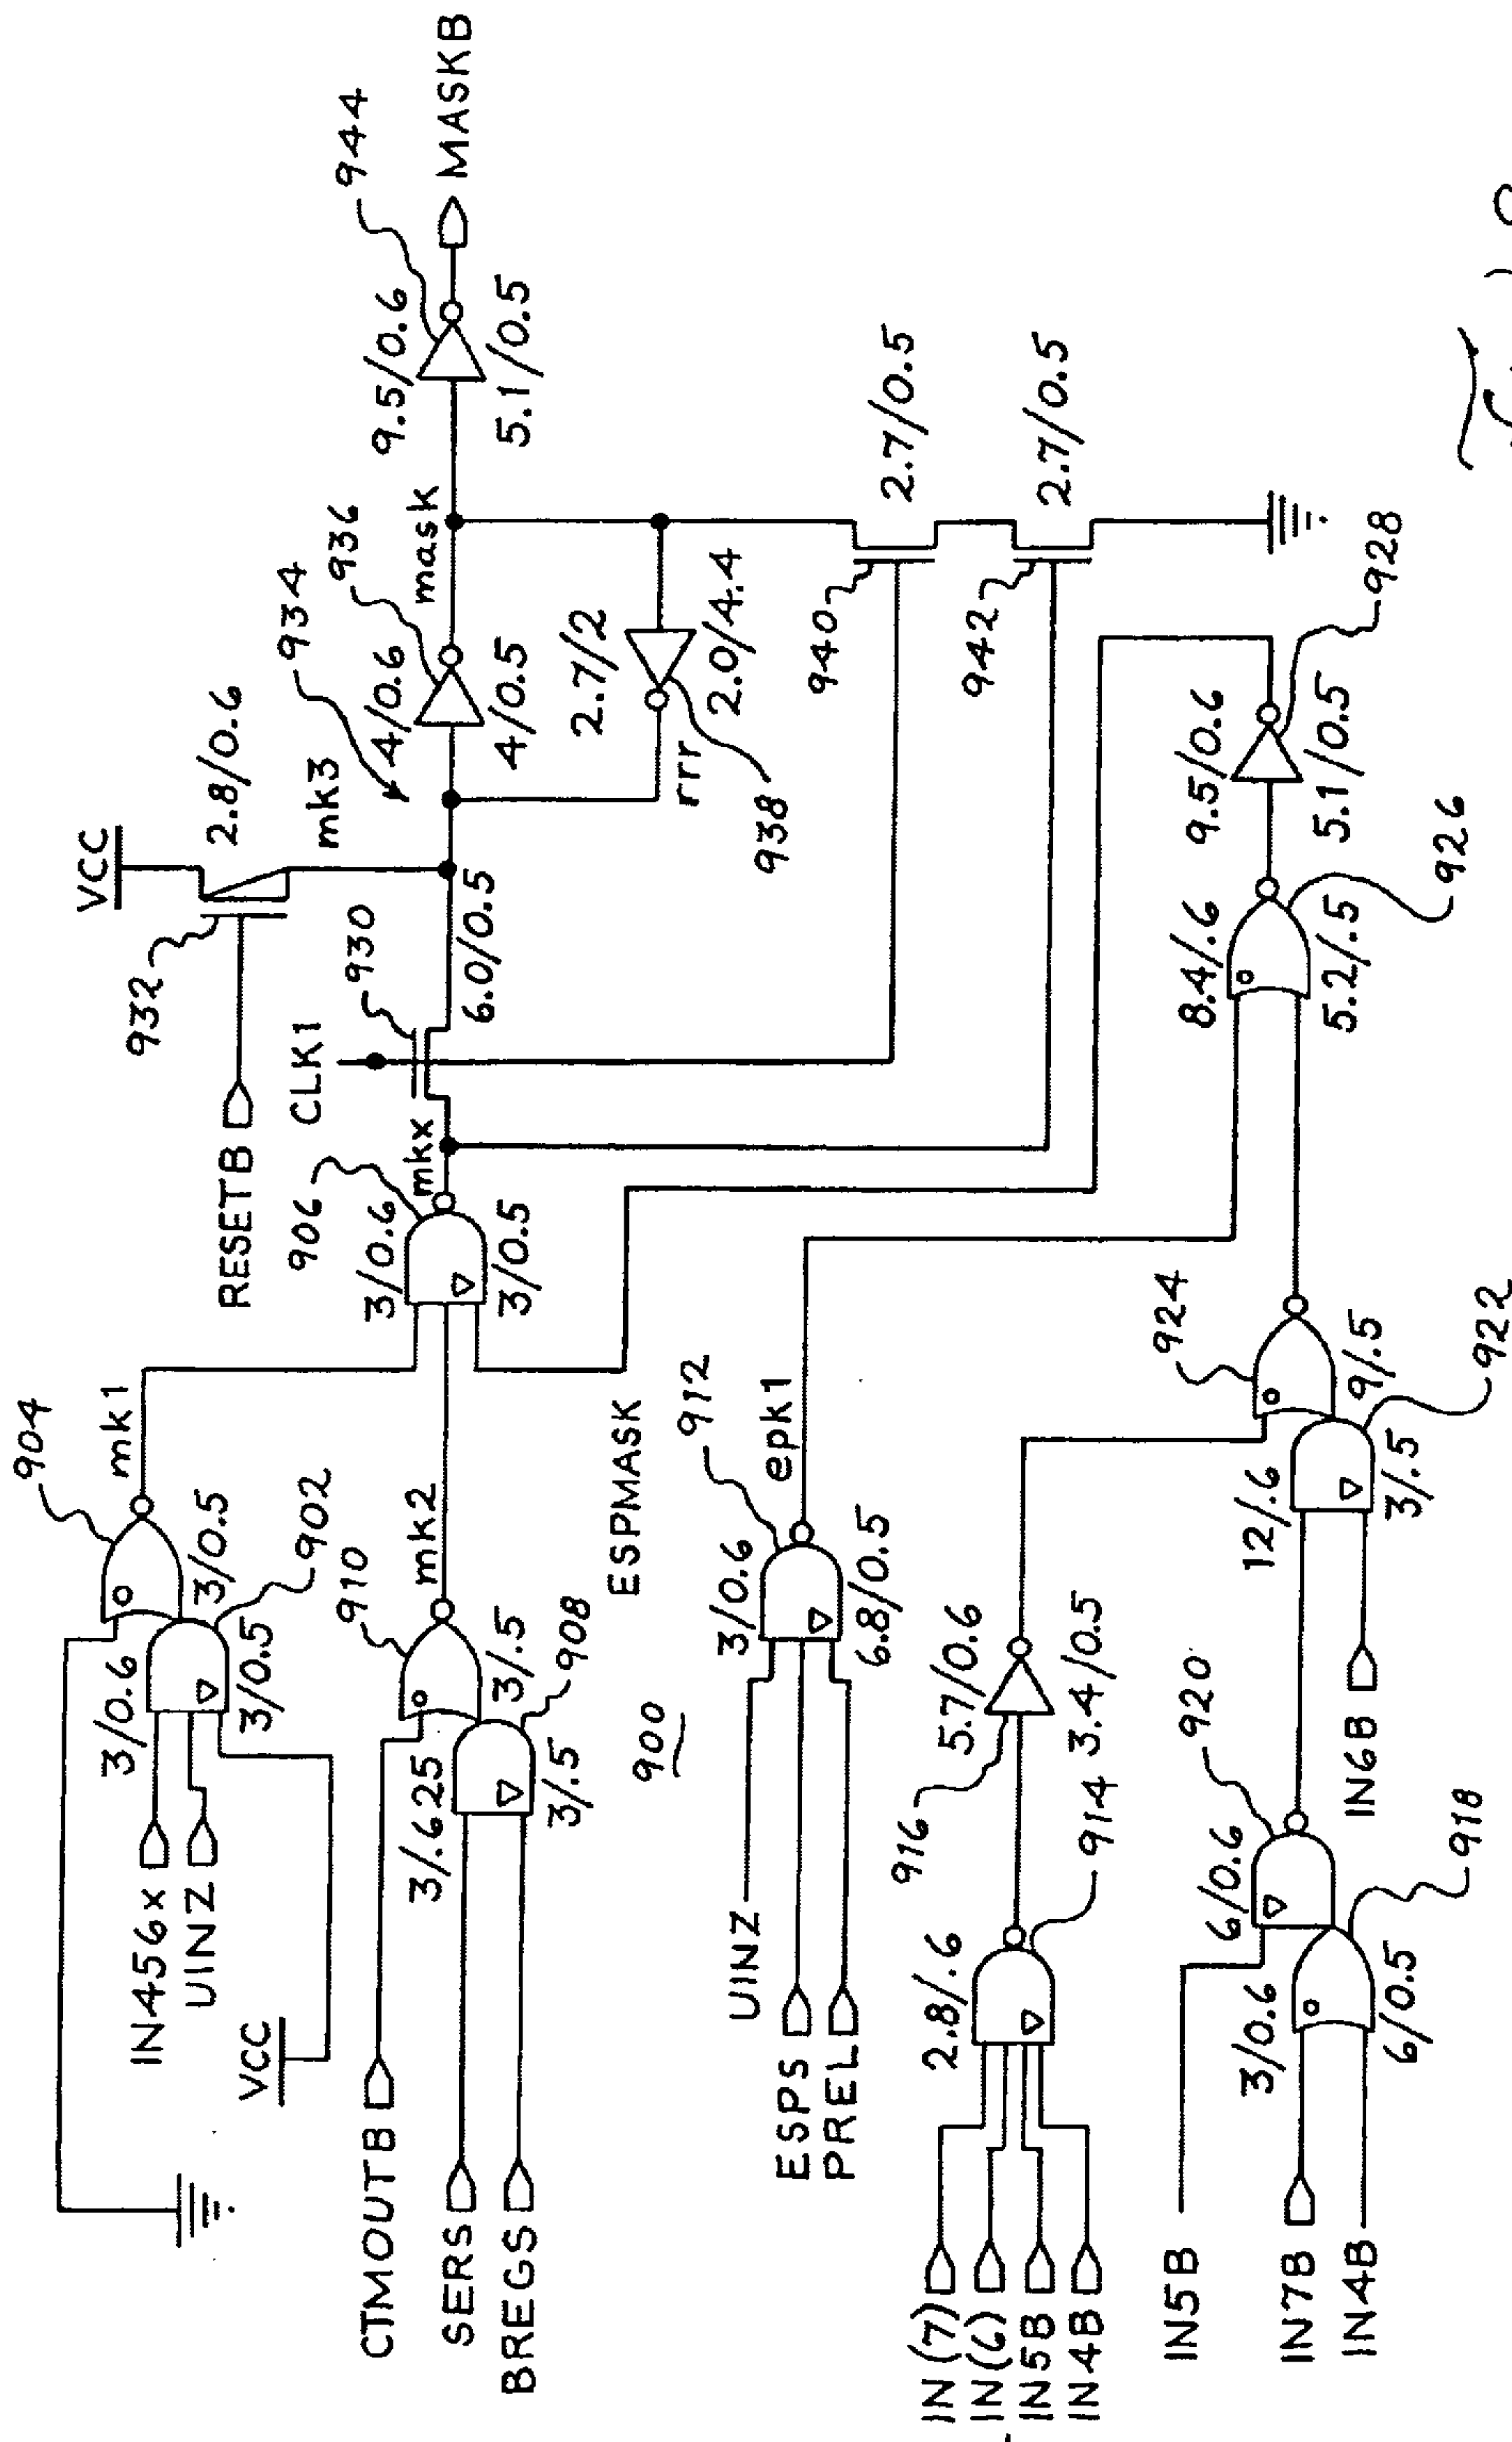 904
mk1
3/0.5
902
3/0.6
3/0.5
IN456x
UINZ
VCC
910
mk2
3/.5
908
3/.625
3/.5
CTMOUTB
SERS
BREGS
RESETB
932
VCC
2.8/0.6
mk3
906
3/0.6
3/0.5
mkx
CLK1
930
6.0/0.5
934
4/0.6
936
4/0.5
mask
9.5/0.6
944
5.1/0.5
MASKB
2.7/2
rrr
2.0/4.4
938
940
2.7/0.5
942
2.7/0.5
ESPMASK
900
912
3/0.6
epk1
6.8/0.5
UINZ
ESPS
PREL
916
5.7/0.6
3.4/0.5
2.8/.6
914
IN(7)
IN(6)
IN5B
IN4B
924
9/.5
12/.6
3/.5
922
920
6/0.6
IN6B
918
3/0.6
6/0.5
IN5B
IN7B
IN4B
8.4/.6
5.2/.5
926
9.5/0.6
5.1/0.5
928